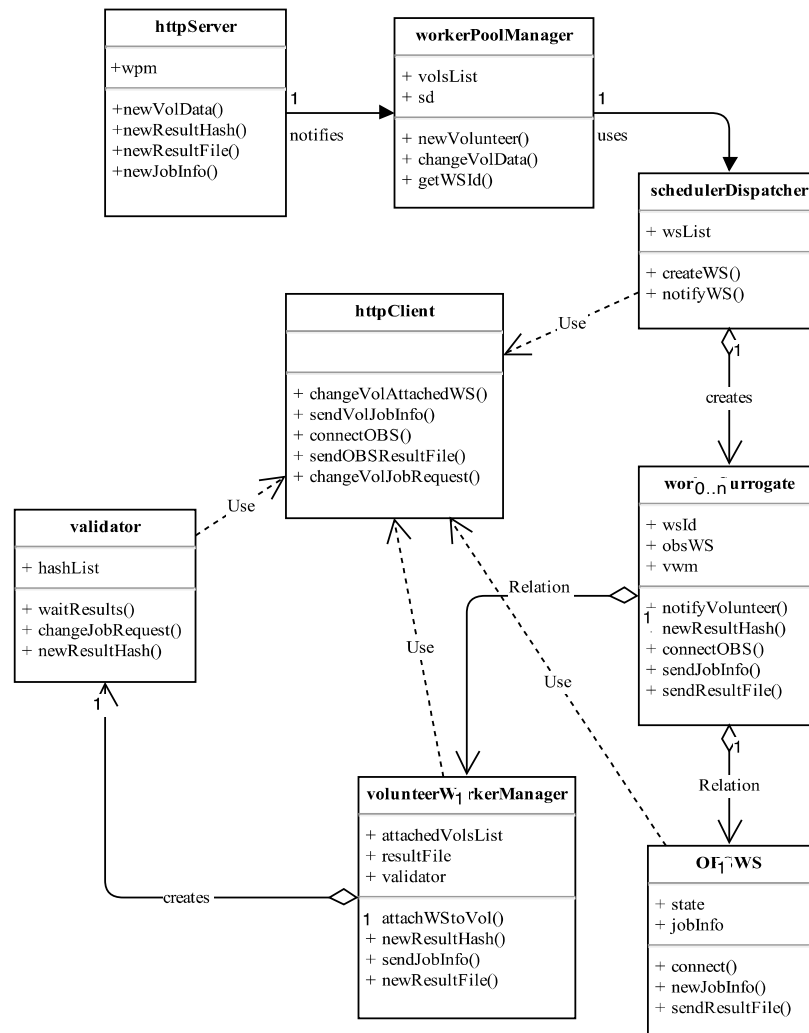 httpServer
+wpm
+newVolData()
+newResultHash()
+newResultFile()
+newJobInfo()
1
notifies
workerPoolManager
+ volsList
+ sd
+ newVolunteer()
+ changeVolData()
+ getWSId()
1
uses
schedulerDispatcher
+ wsList
+ createWS()
+ notifyWS()
Use
1
creates
httpClient
+ changeVolAttachedWS()
+ sendVolJobInfo()
+ connectOBS()
+ sendOBSResultFile()
+ changeVolJobRequest()
Use
validator
+ hashList
+ waitResults()
+ changeJobRequest()
+ newResultHash()
1
0..n
+ wsId
+ obsWS
+ vwm
+ notifyVolunteer()
newResultHash()
+ connectOBS()
+ sendJobInfo()
+ sendResultFile()
1
Relation
Use
Use
1
Relation
volunteerWorkerManager
1
+ attachedVolsList
+ resultFile
+ validator
1 attachWStoVol()
+ newResultHash()
+ sendJobInfo()
+ newResultFile()
creates
1
+ state
+ jobInfo
+ connect()
+ newJobInfo()
+ sendResultFile()